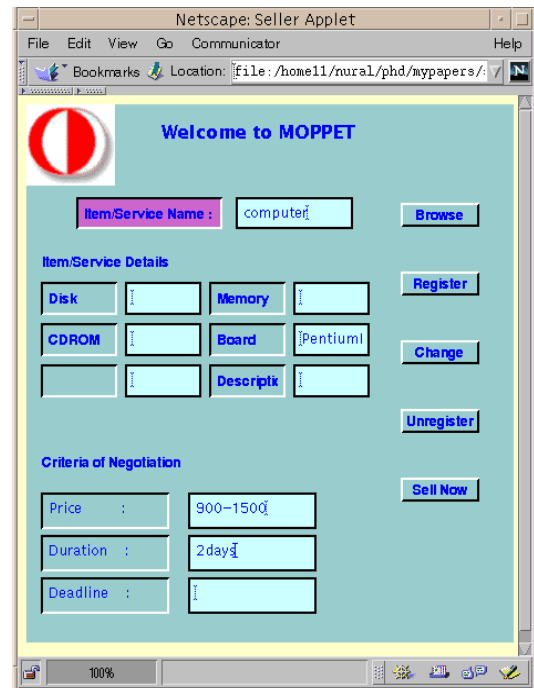 Netscape: Seller Applet
File Edit View Go Communicator Help
Bookmarks Location: file:/home11/nural/phd/mypapers/
N
Welcome to MOPPET
Item/Service Name : computer Browse
Item/Service Details
Register
Disk Memory
CDROM Board PentiumI
Change
Descriptic
Unregister
Criteria of Negotiation
Sell Now
Price : 900-1500
Duration : 2days
Deadline :
100%